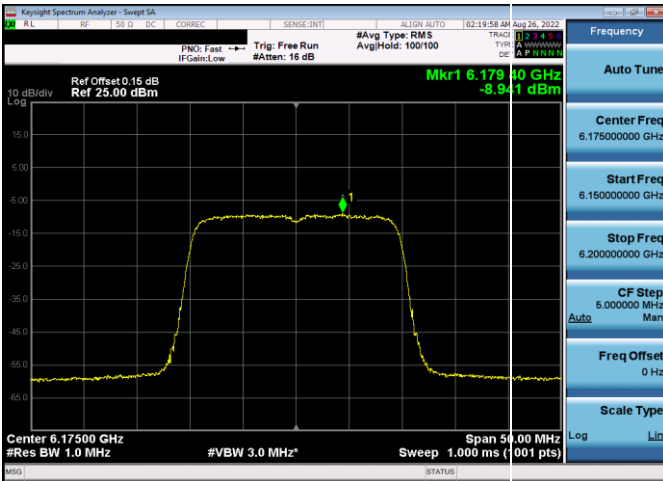 Keysight Spectrum Analyzer - Swept SA
RL RF 50 Ω DC CORREC SENSE:INT ALIGN AUTO 02:19:58 AM Aug 26, 2022
PNO: Fast Trig: Free Run #Avg Type: RMS TRACE 1 2 3 4 5 6
IFGain:Low #Atten: 16 dB Avg|Hold: 100/100 TYPE A WWWWW
DET A P N N N N
Ref Offset 0.15 dB
10 dB/div Ref 25.00 dBm
Log
Mkr1 6.179 40 GHz
-8.941 dBm
15.0
5.00
-5.00
1
-15.0
-25.0
-35.0
-45.0
-55.0
-65.0
Center 6.17500 GHz Span 50.00 MHz
#Res BW 1.0 MHz #VBW 3.0 MHz* Sweep 1.000 ms (1001 pts)
MSG STATUS
Frequency
Auto Tune
Center Freq
6.175000000 GHz
Start Freq
6.150000000 GHz
Stop Freq
6.200000000 GHz
CF Step
5.000000 MHz
Auto Man
Freq Offset
0 Hz
Scale Type
Log Lin